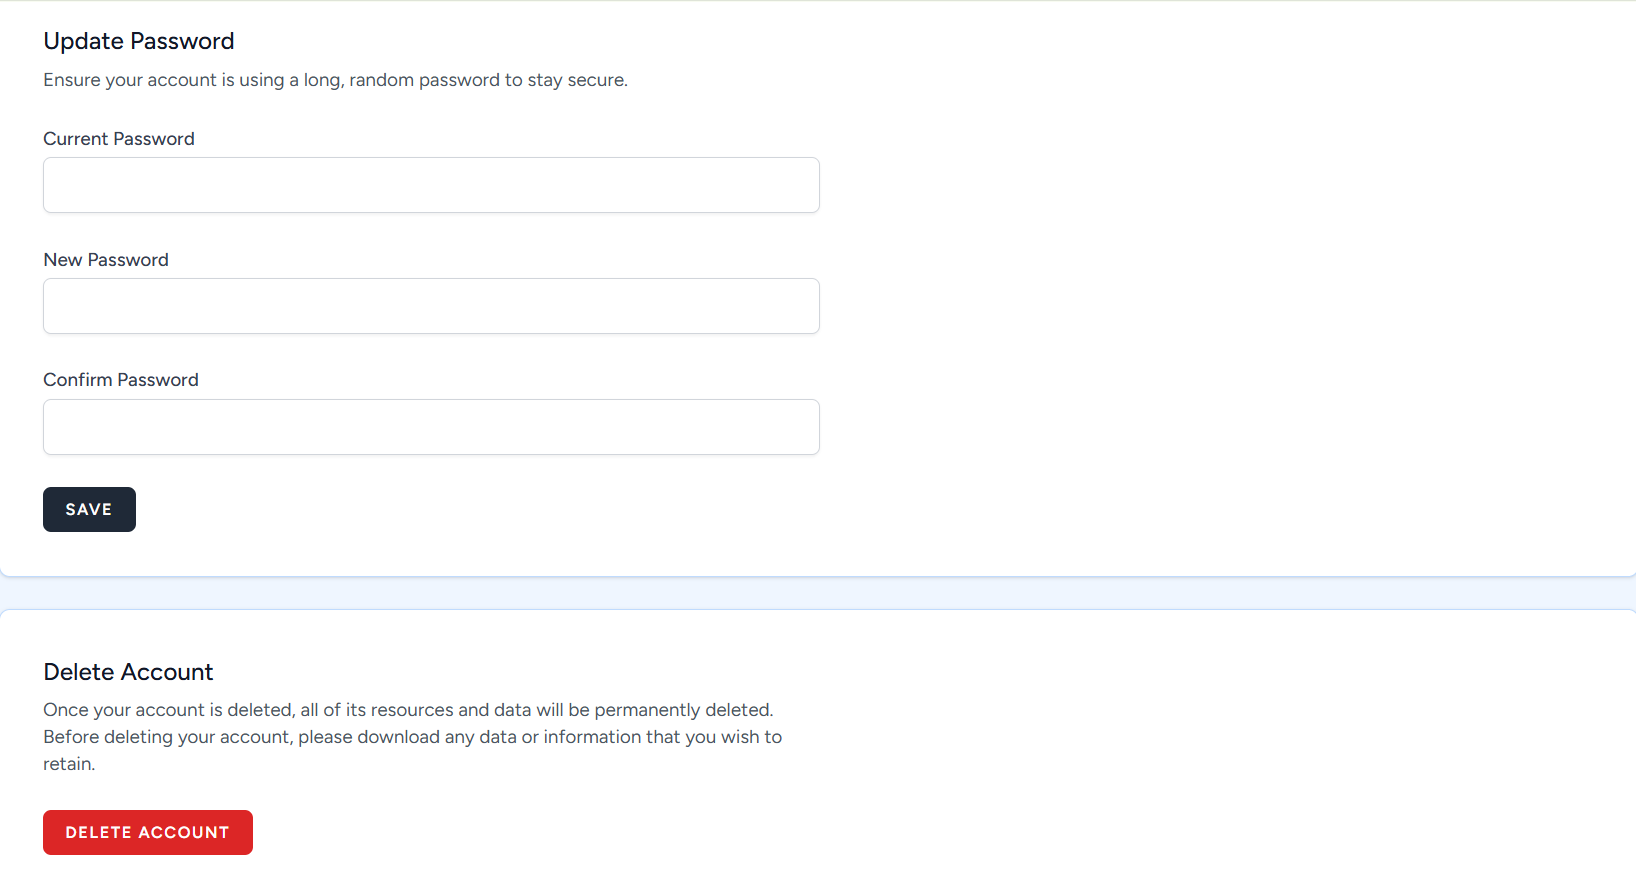 Update Password
Ensure your account is using a long, random password to stay secure.
Current Password
New Password
Confirm Password
SAVE
Delete Account
Once your account is deleted, all of its resources and data will be permanently deleted.
Before deleting your account, please download any data or information that you wish to
retain.
DELETE ACCOUNT